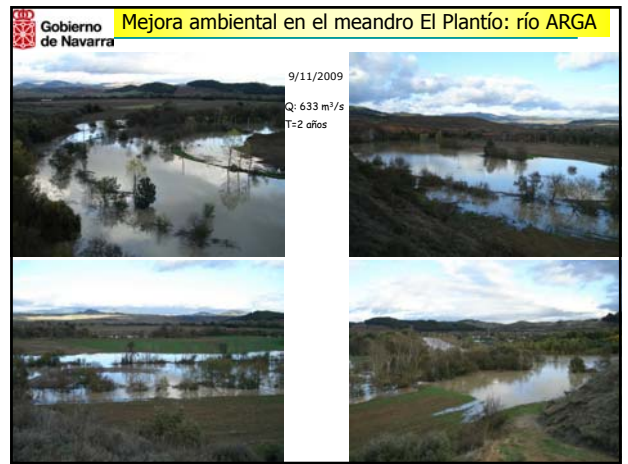 Gobierno
de Navarra
Mejora ambiental en el meandro El Plantío: río ARGA
9/11/2009
Q: 633 m³/s
T=2 años